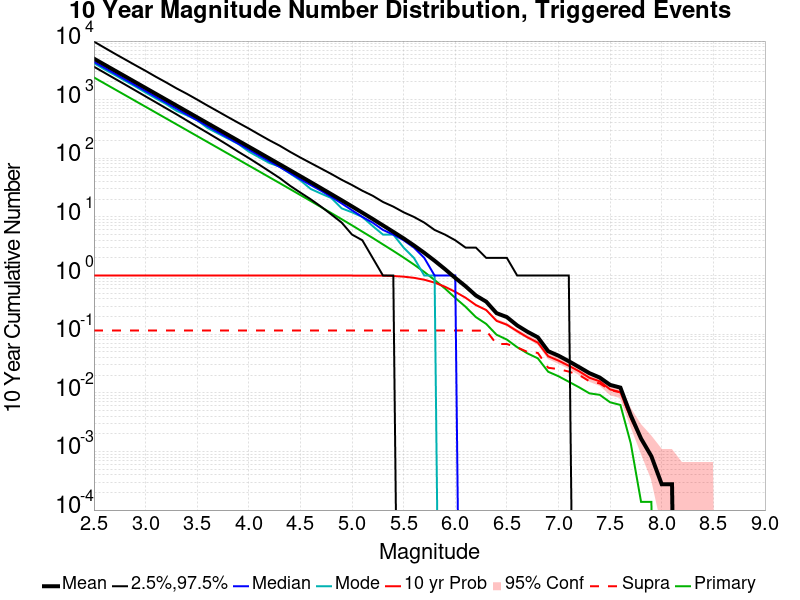 10 Year Magnitude Number Distribution, Triggered Events
10 Year Cumulative Number
10^4
10^3
10^2
10^1
10^0
10^-1
10^-2
10^-3
10^-4
2.5 3.0 3.5 4.0 4.5 5.0 5.5 6.0 6.5 7.0 7.5 8.0 8.5 9.0
Magnitude
Mean 2.5%,97.5% Median Mode 10 yr Prob 95% Conf Supra Primary